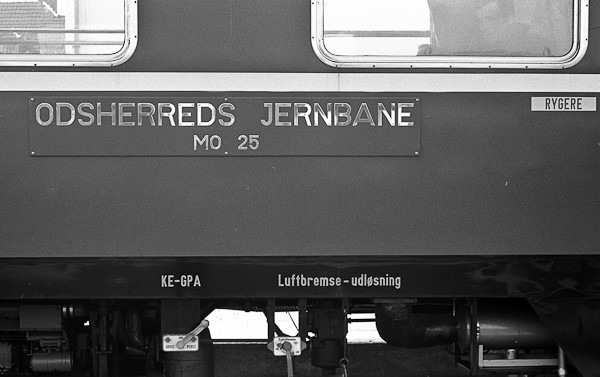 ODSHERREDS JERNBANE
MO 25
RYGERE
KE-GPA
Luftbremse-udløsning